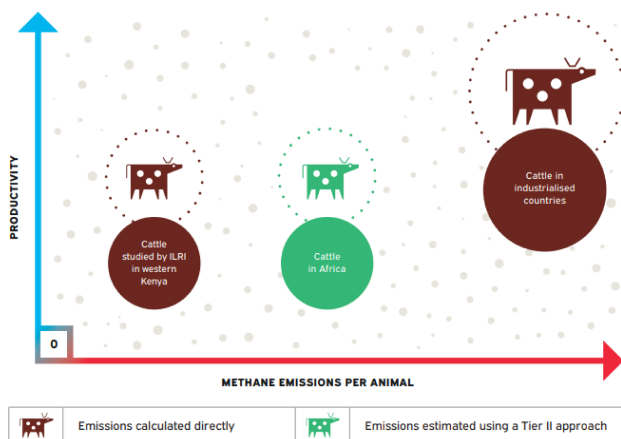 PRODUCTIVITY
Cattle in
industrialised
countries
Cattle
studied by ILRI
in western
Kenya
Cattle
in Africa
0
METHANE EMISSIONS PER ANIMAL
Emissions calculated directly
Emissions estimated using a Tier II approach